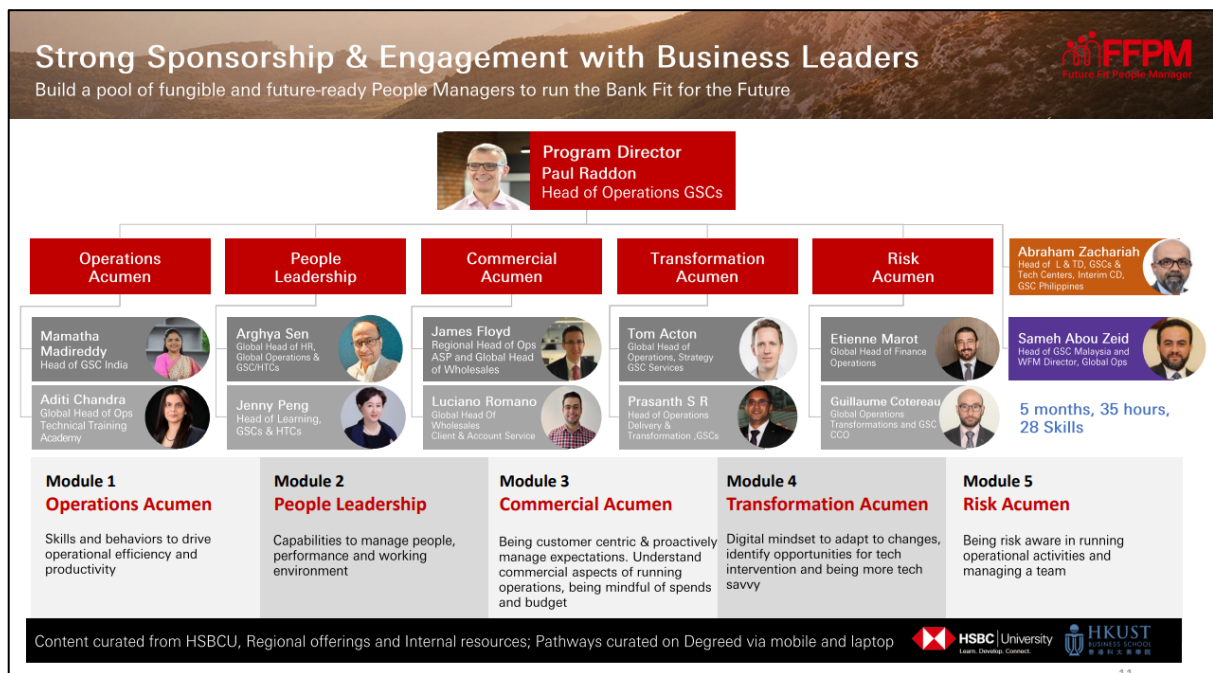 Strong Sponsorship & Engagement with Business Leaders
Build a pool of fungible and future-ready People Managers to run the Bank Fit for the Future
FFPM
Future Fit People Manager
Program Director
Paul Raddon
Head of Operations GSCs
Operations
Acumen
People
Leadership
Commercial
Acumen
Transformation
Acumen
Risk
Acumen
Abraham Zachariah
Head of L & TD, GSCs &
Tech Centers, Interim CD,
GSC Philippines
Mamatha
Madireddy
Head of GSC India
Arghya Sen
Global Head of HR,
Global Operations &
GSC/HTCs
James Floyd
Regional Head of Ops
ASP and Global Head
of Wholesales
Tom Acton
Global Head of
Operations, Strategy
GSC Services
Etienne Marot
Global Head of Finance
Operations
Sameh Abou Zeid
Head of GSC Malaysia and
WFM Director, Global Ops
Aditi Chandra
Global Head of Ops
Technical Training
Academy
Jenny Peng
Head of Learning,
GSCs & HTCs
Luciano Romano
Global Head Of
Wholesales
Client & Account Service
Prasanth S R
Head of Operations
Delivery &
Transformation ,GSCs
Guillaume Cotereau
Global Operations
Transformations and GSC
CCO
5 months, 35 hours,
28 Skills
Module 1
Operations Acumen
Skills and behaviors to drive
operational efficiency and
productivity
Module 2
People Leadership
Capabilities to manage people,
performance and working
environment
Module 3
Commercial Acumen
Being customer centric & proactively
manage expectations. Understand
commercial aspects of running
operations, being mindful of spends
and budget
Module 4
Transformation Acumen
Digital mindset to adapt to changes,
identify opportunities for tech
intervention and being more tech
savvy
Module 5
Risk Acumen
Being risk aware in running
operational activities and
managing a team
Content curated from HSBCU, Regional offerings and Internal resources; Pathways curated on Degreed via mobile and laptop
HSBC University
Learn. Develop. Connect.
HKUST
BUSINESS SCHOOL
香港科大商學院
11